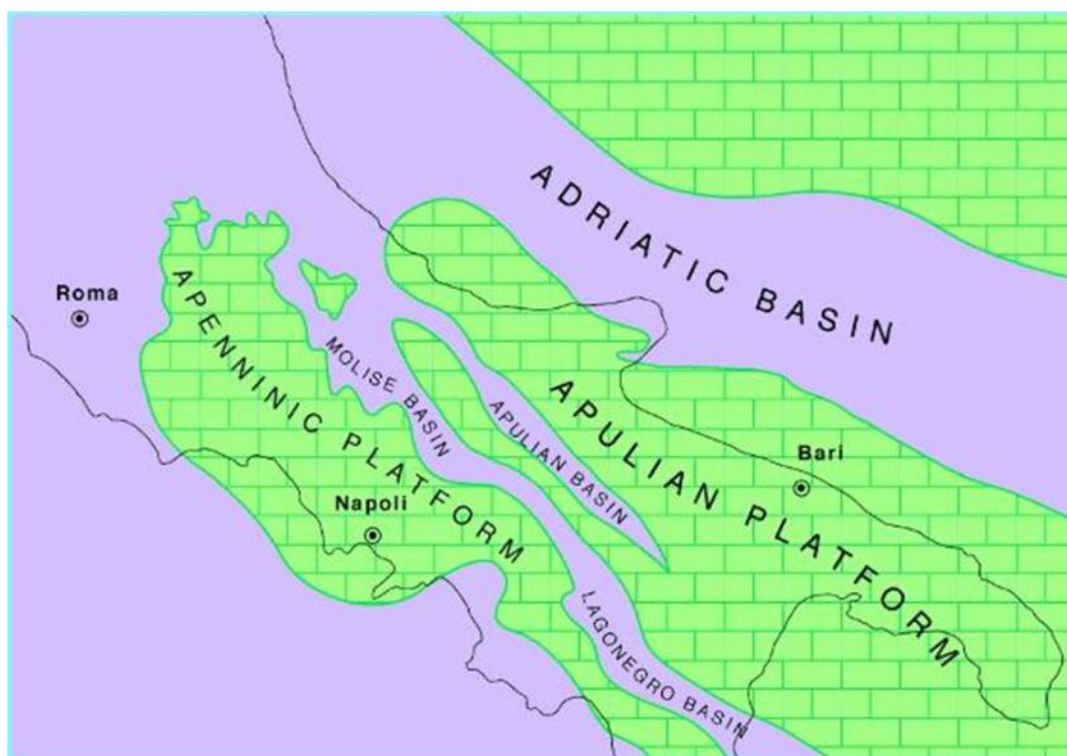 ADRIATIC BASIN
Roma
APENNINIC PLATFORM
MOLISE BASIN
APULIAN BASIN
APULIAN PLATFORM
Bari
Napoli
LAGONEGRO BASIN